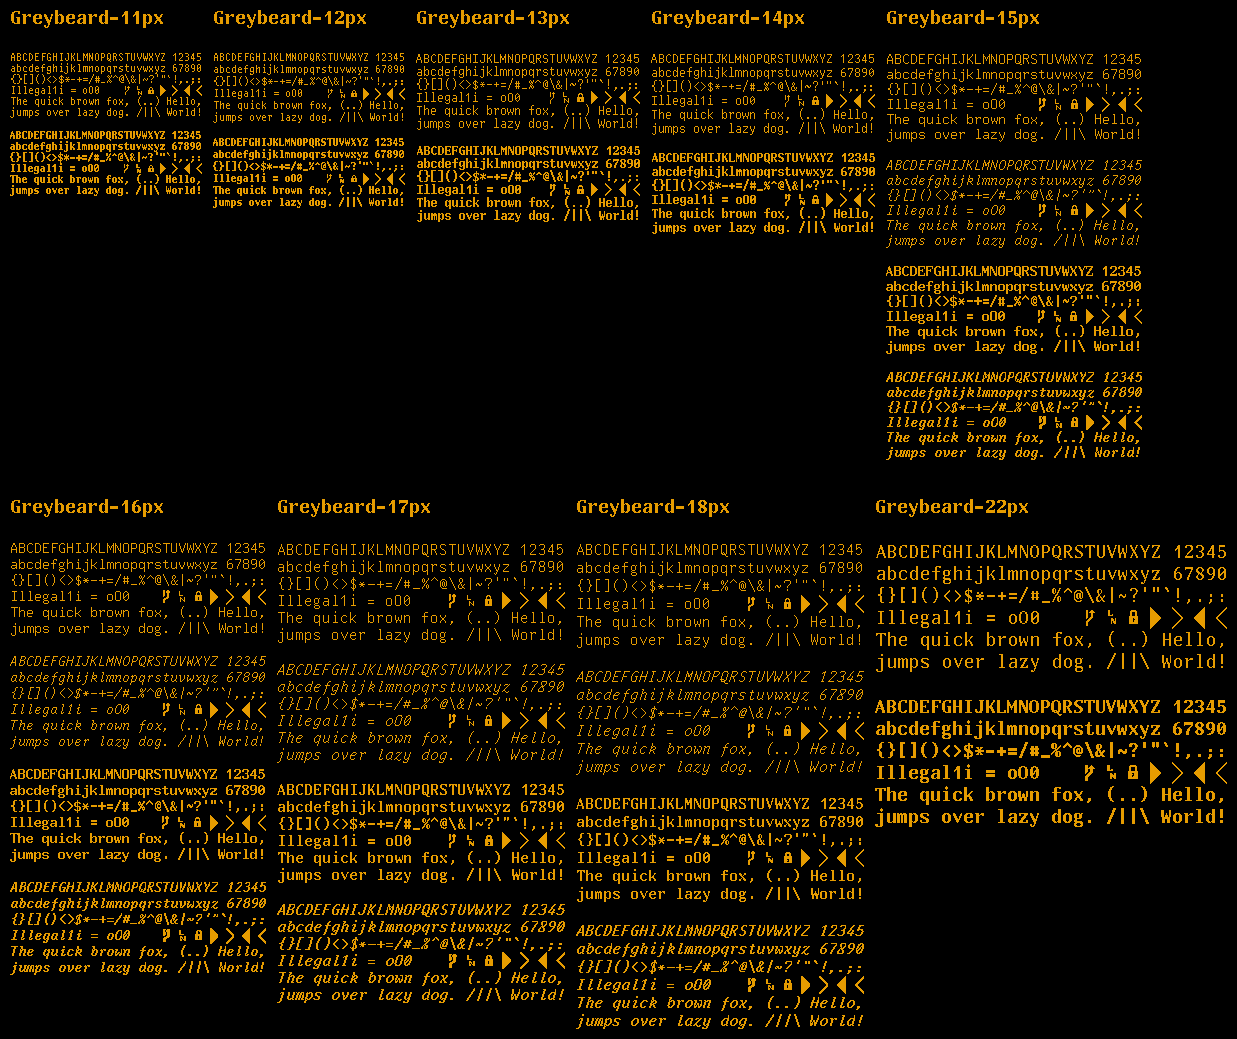 Greybeard-11px
ABCDEFGHIJKLMNOPQRSTUVWXYZ 12345
abcdefghijklmnopqrstuvwxyz 67890
{}[]()<>$*-+=/#_%^@\&|~?'"`!,.;:
Illegal1i = oO0
The quick brown fox, (..) Hello,
jumps over lazy dog. /||\ World!
ABCDEFGHIJKLMNOPQRSTUVWXYZ 12345
abcdefghijklmnopqrstuvwxyz 67890
{}[]()<>$*-+=/#_%^@\&|~?'"`!,.;:
Illegal1i = oO0
The quick brown fox, (..) Hello,
jumps over lazy dog. /||\ World!
Greybeard-12px
ABCDEFGHIJKLMNOPQRSTUVWXYZ 12345
abcdefghijklmnopqrstuvwxyz 67890
{}[]()<>$*-+=/#_%^@\&|~?'"`!,.;:
Illegal1i = oO0
The quick brown fox, (..) Hello,
jumps over lazy dog. /||\ World!
ABCDEFGHIJKLMNOPQRSTUVWXYZ 12345
abcdefghijklmnopqrstuvwxyz 67890
{}[]()<>$*-+=/#_%^@\&|~?'"`!,.;:
Illegal1i = oO0
The quick brown fox, (..) Hello,
jumps over lazy dog. /||\ World!
Greybeard-13px
ABCDEFGHIJKLMNOPQRSTUVWXYZ 12345
abcdefghijklmnopqrstuvwxyz 67890
{}[]()<>$*-+=/#_%^@\&|~?'"`!,.;:
Illegal1i = oO0
The quick brown fox, (..) Hello,
jumps over lazy dog. /||\ World!
ABCDEFGHIJKLMNOPQRSTUVWXYZ 12345
abcdefghijklmnopqrstuvwxyz 67890
{}[]()<>$*-+=/#_%^@\&|~?'"`!,.;:
Illegal1i = oO0
The quick brown fox, (..) Hello,
jumps over lazy dog. /||\ World!
Greybeard-14px
ABCDEFGHIJKLMNOPQRSTUVWXYZ 12345
abcdefghijklmnopqrstuvwxyz 67890
{}[]()<>$*-+=/#_%^@\&|~?'"`!,.;:
Illegal1i = oO0
The quick brown fox, (..) Hello,
jumps over lazy dog. /||\ World!
ABCDEFGHIJKLMNOPQRSTUVWXYZ 12345
abcdefghijklmnopqrstuvwxyz 67890
{}[]()<>$*-+=/#_%^@\&|~?'"`!,.;:
Illegal1i = oO0
The quick brown fox, (..) Hello,
jumps over lazy dog. /||\ World!
Greybeard-15px
ABCDEFGHIJKLMNOPQRSTUVWXYZ 12345
abcdefghijklmnopqrstuvwxyz 67890
{}[]()<>$*-+=/#_%^@\&|~?'"`!,.;:
Illegal1i = oO0
The quick brown fox, (..) Hello,
jumps over lazy dog. /||\ World!
ABCDEFGHIJKLMNOPQRSTUVWXYZ 12345
abcdefghijklmnopqrstuvwxyz 67890
{}[]()<>$*-+=/#_%^@\&|~?'"`!,.;:
Illegal1i = oO0
The quick brown fox, (..) Hello,
jumps over lazy dog. /||\ World!
ABCDEFGHIJKLMNOPQRSTUVWXYZ 12345
abcdefghijklmnopqrstuvwxyz 67890
{}[]()<>$*-+=/#_%^@\&|~?'"`!,.;:
Illegal1i = oO0
The quick brown fox, (..) Hello,
jumps over lazy dog. /||\ World!
ABCDEFGHIJKLMNOPQRSTUVWXYZ 12345
abcdefghijklmnopqrstuvwxyz 67890
{}[]()<>$*-+=/#_%^@\&|~?'"`!,.;:
Illegal1i = oO0
The quick brown fox, (..) Hello,
jumps over lazy dog. /||\ World!
Greybeard-16px
ABCDEFGHIJKLMNOPQRSTUVWXYZ 12345
abcdefghijklmnopqrstuvwxyz 67890
{}[]()<>$*-+=/#_%^@\&|~?'"`!,.;:
Illegal1i = oO0
The quick brown fox, (..) Hello,
jumps over lazy dog. /||\ World!
ABCDEFGHIJKLMNOPQRSTUVWXYZ 12345
abcdefghijklmnopqrstuvwxyz 67890
{}[]()<>$*-+=/#_%^@\&|~?'"`!,.;:
Illegal1i = oO0
The quick brown fox, (..) Hello,
jumps over lazy dog. /||\ World!
ABCDEFGHIJKLMNOPQRSTUVWXYZ 12345
abcdefghijklmnopqrstuvwxyz 67890
{}[]()<>$*-+=/#_%^@\&|~?'"`!,.;:
Illegal1i = oO0
The quick brown fox, (..) Hello,
jumps over lazy dog. /||\ World!
ABCDEFGHIJKLMNOPQRSTUVWXYZ 12345
abcdefghijklmnopqrstuvwxyz 67890
{}[]()<>$*-+=/#_%^@\&|~?'"`!,.;:
Illegal1i = oO0
The quick brown fox, (..) Hello,
jumps over lazy dog. /||\ World!
Greybeard-17px
ABCDEFGHIJKLMNOPQRSTUVWXYZ 12345
abcdefghijklmnopqrstuvwxyz 67890
{}[]()<>$*-+=/#_%^@\&|~?'"`!,.;:
Illegal1i = oO0
The quick brown fox, (..) Hello,
jumps over lazy dog. /||\ World!
ABCDEFGHIJKLMNOPQRSTUVWXYZ 12345
abcdefghijklmnopqrstuvwxyz 67890
{}[]()<>$*-+=/#_%^@\&|~?'"`!,.;:
Illegal1i = oO0
The quick brown fox, (..) Hello,
jumps over lazy dog. /||\ World!
ABCDEFGHIJKLMNOPQRSTUVWXYZ 12345
abcdefghijklmnopqrstuvwxyz 67890
{}[]()<>$*-+=/#_%^@\&|~?'"`!,.;:
Illegal1i = oO0
The quick brown fox, (..) Hello,
jumps over lazy dog. /||\ World!
ABCDEFGHIJKLMNOPQRSTUVWXYZ 12345
abcdefghijklmnopqrstuvwxyz 67890
{}[]()<>$*-+=/#_%^@\&|~?'"`!,.;:
Illegal1i = oO0
The quick brown fox, (..) Hello,
jumps over lazy dog. /||\ World!
Greybeard-18px
ABCDEFGHIJKLMNOPQRSTUVWXYZ 12345
abcdefghijklmnopqrstuvwxyz 67890
{}[]()<>$*-+=/#_%^@\&|~?'"`!,.;:
Illegal1i = oO0
The quick brown fox, (..) Hello,
jumps over lazy dog. /||\ World!
ABCDEFGHIJKLMNOPQRSTUVWXYZ 12345
abcdefghijklmnopqrstuvwxyz 67890
{}[]()<>$*-+=/#_%^@\&|~?'"`!,.;:
Illegal1i = oO0
The quick brown fox, (..) Hello,
jumps over lazy dog. /||\ World!
ABCDEFGHIJKLMNOPQRSTUVWXYZ 12345
abcdefghijklmnopqrstuvwxyz 67890
{}[]()<>$*-+=/#_%^@\&|~?'"`!,.;:
Illegal1i = oO0
The quick brown fox, (..) Hello,
jumps over lazy dog. /||\ World!
ABCDEFGHIJKLMNOPQRSTUVWXYZ 12345
abcdefghijklmnopqrstuvwxyz 67890
{}[]()<>$*-+=/#_%^@\&|~?'"`!,.;:
Illegal1i = oO0
The quick brown fox, (..) Hello,
jumps over lazy dog. /||\ World!
Greybeard-22px
ABCDEFGHIJKLMNOPQRSTUVWXYZ 12345
abcdefghijklmnopqrstuvwxyz 67890
{}[]()<>$*-+=/#_%^@\&|~?'"`!,.;:
Illegal1i = oO0
The quick brown fox, (..) Hello,
jumps over lazy dog. /||\ World!
ABCDEFGHIJKLMNOPQRSTUVWXYZ 12345
abcdefghijklmnopqrstuvwxyz 67890
{}[]()<>$*-+=/#_%^@\&|~?'"`!,.;:
Illegal1i = oO0
The quick brown fox, (..) Hello,
jumps over lazy dog. /||\ World!